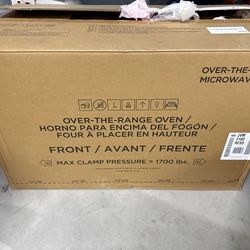 OVER-THE-
MICROWAV
OVER-THE-RANGE OVEN /
HORNO PARA ENCIMA DEL FOGÓN /
FOUR À PLACER EN HAUTEUR
FRONT / AVANT / FRENTE
MAX CLAMP PRESSURE = 1700 lbs.